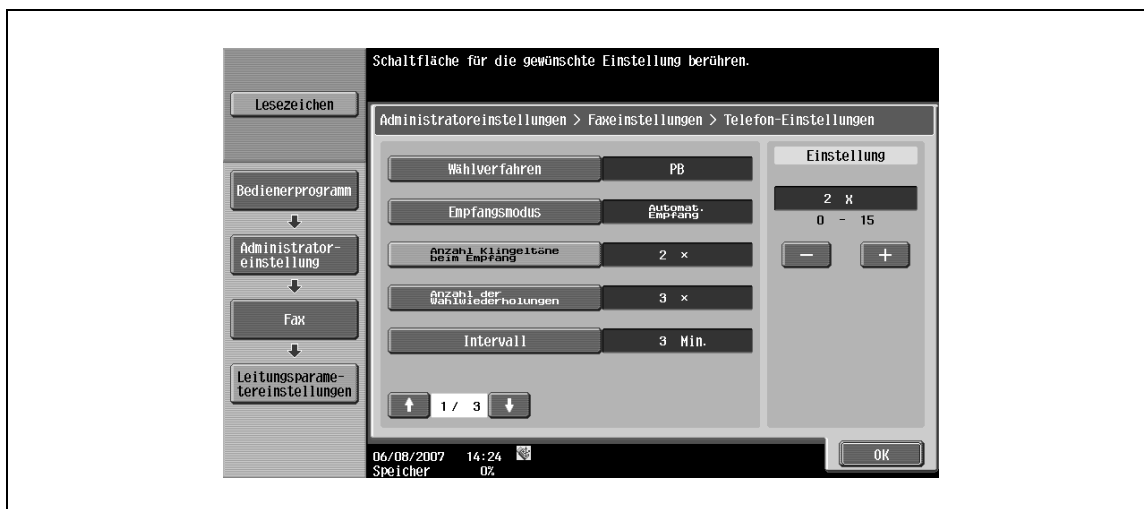 Schaltfläche für die gewünschte Einstellung berühren.
Lesezeichen
Administratoreinstellungen > Faxeinstellungen > Telefon-Einstellungen
Bedienerprogramm
Administrator-
einstellung
Fax
Leitungsparame-
tereinstellungen
Wählverfahren PB
Empfangsmodus Automat.
Empfang
Anzahl Klingeltöne
beim Empfang 2 ×
Anzahl der
Wahlwiederholungen 3 ×
Intervall 3 Min.
1 / 3
Einstellung
2 X
0 - 15
- +
06/08/2007 14:24
Speicher 0%
OK